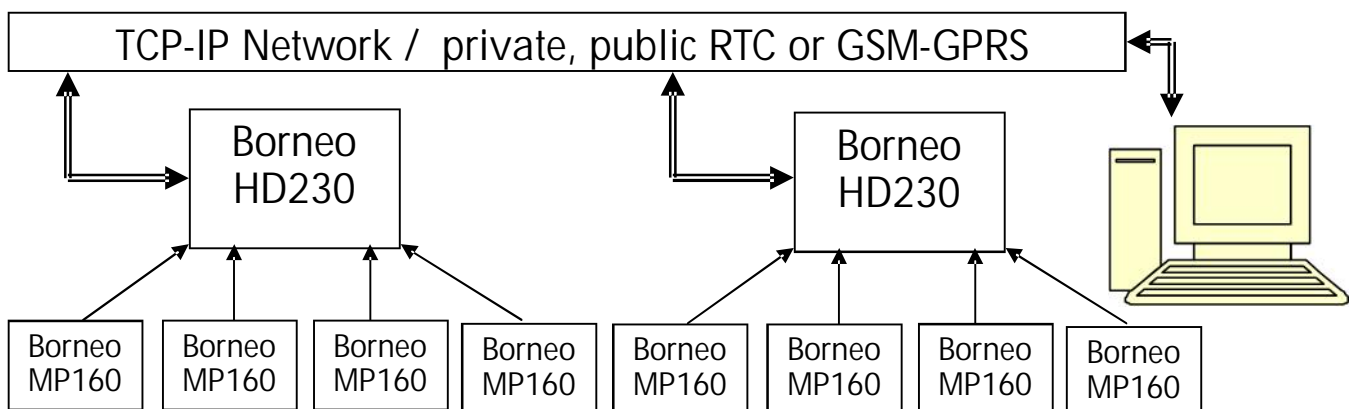 TCP-IP Network / private, public RTC or GSM-GPRS
Borneo
HD230
Borneo
HD230
Borneo
MP160
Borneo
MP160
Borneo
MP160
Borneo
MP160
Borneo
MP160
Borneo
MP160
Borneo
MP160
Borneo
MP160